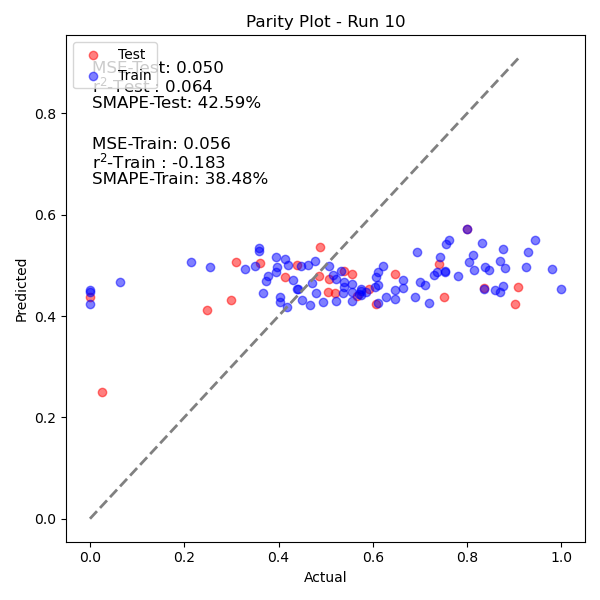 Parity Plot - Run 10
Test
Train
MSE-Test: 0.050
r²-Test : 0.064
SMAPE-Test: 42.59%
MSE-Train: 0.056
r²-Train : -0.183
SMAPE-Train: 38.48%
0.8
0.6
0.4
0.2
0.0
Predicted
0.0 0.2 0.4 0.6 0.8 1.0
Actual